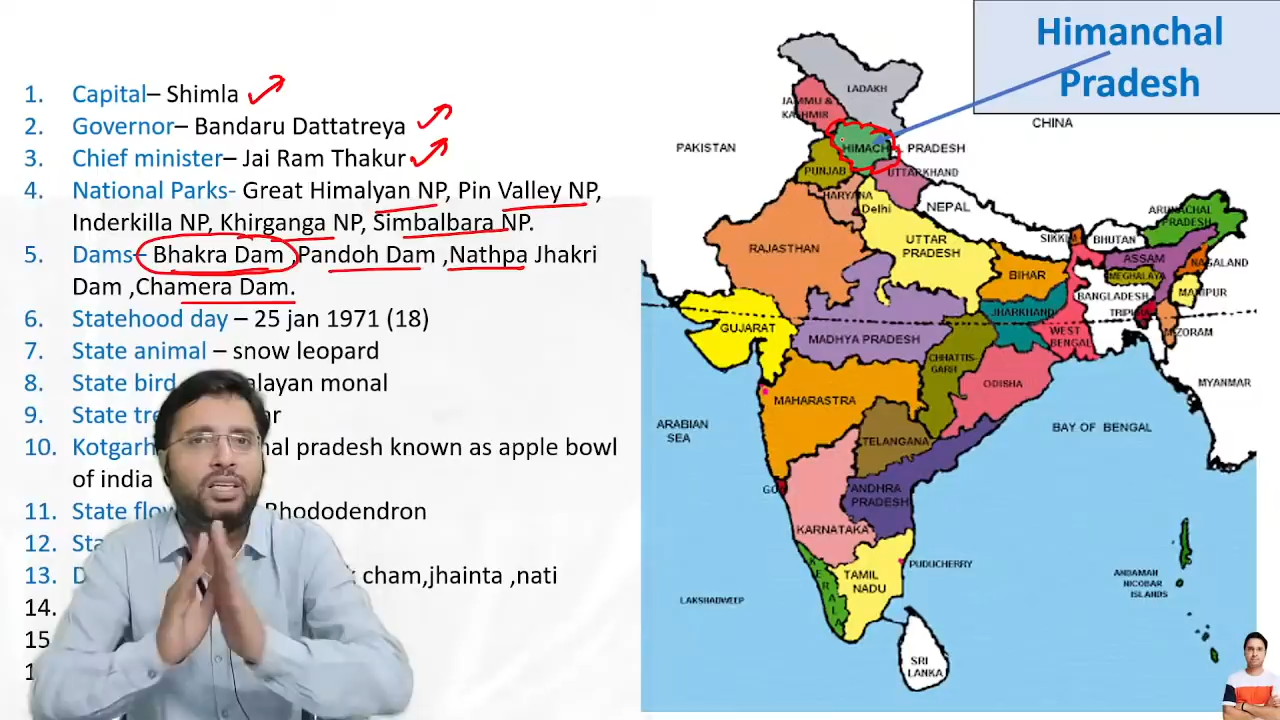 Himanchal
Pradesh
1. Capital– Shimla
2. Governor– Bandaru Dattatreya
3. Chief minister– Jai Ram Thakur
4. National Parks- Great Himalyan NP, Pin Valley NP,
Inderkilla NP, Khirganga NP, Simbalbara NP.
5. Dams– Bhakra Dam ,Pandoh Dam ,Nathpa Jhakri
Dam ,Chamera Dam.
6. Statehood day – 25 jan 1971 (18)
7. State animal – snow leopard
8. State bird alayan monal
9. State tre ar
10. Kotgarh nal pradesh known as apple bowl
of india
11. State flow Rhododendron
12. Sta
13. D cham,jhainta ,nati
14.
15
1
LADAKH
JAMMU &
KASHMIR
CHINA
PAKISTAN
HIMACH L PRADESH
PUNJAB
UTTARKHAND
HARYANA
Delhi
NEPAL
ARUNACHAL
PRADESH
SIKKIM
BHUTAN
RAJASTHAN
UTTAR
PRADESH
ASSAM
NAGALAND
BIHAR
MEGHALAYA
MANIPUR
BANGLADESH
GUJARAT
MADHYA PRADESH
JHARKHAND
WEST
BENGAL
TRIPURA
MIZORAM
CHHATTIS-
GARH
ODISHA
MYANMAR
MAHARASTRA
ARABIAN
SEA
BAY OF BENGAL
TELANGANA
GOA
ANDHRA
PRADESH
KARNATAKA
PUDUCHERRY
KERALA
TAMIL
NADU
ANDAMAN
NICOBAR
ISLANDS
LAKSHADWEEP
SRI
LANKA